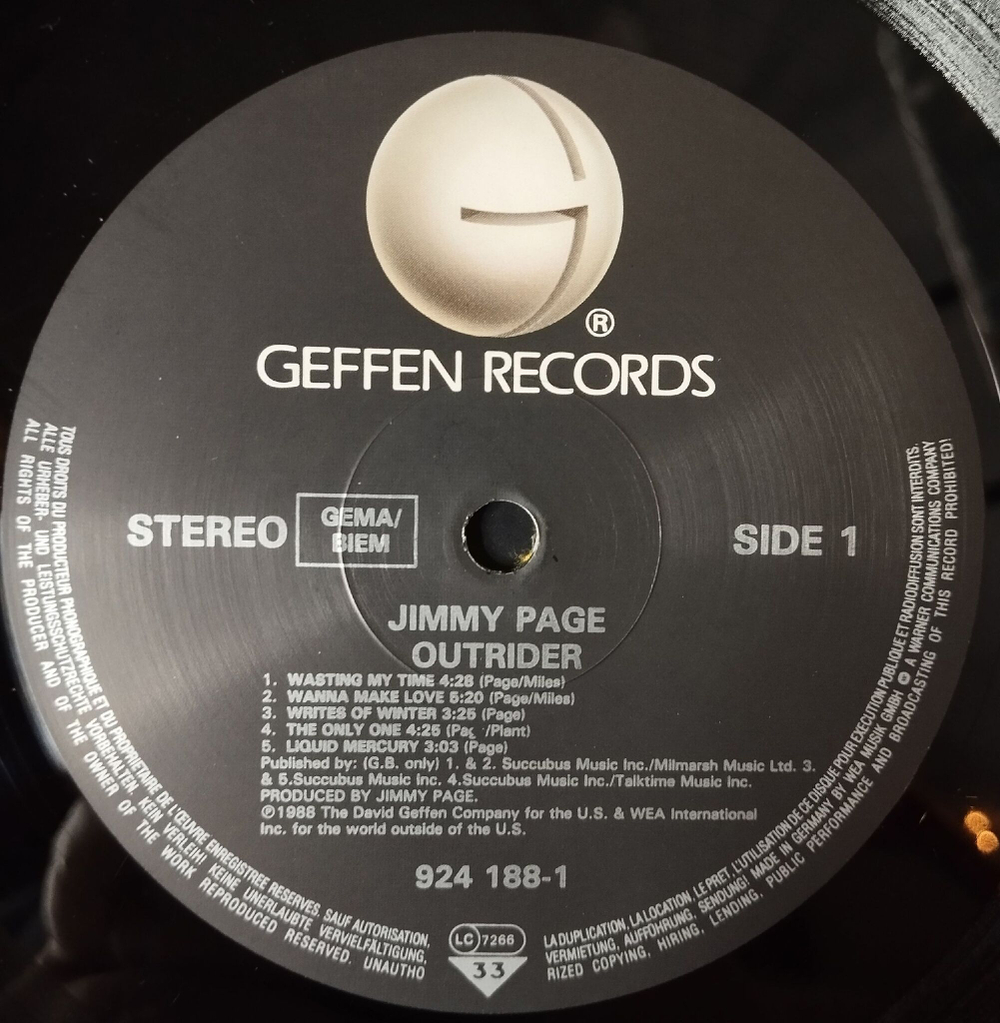 ®
GEFFEN RECORDS
STEREO
GEMA/
BIEM
SIDE 1
JIMMY PAGE
OUTRIDER
1. WASTING MY TIME 4:28 (Page/Miles)
2. WANNA MAKE LOVE 5:20 (Page/Miles)
3. WRITES OF WINTER 3:25 (Page)
4. THE ONLY ONE 4:25 (Pag /Plant)
5. LIQUID MERCURY 3:03 (Page)
Published by: (G.B. only) 1. & 2. Succubus Music Inc./Milmarsh Music Ltd. 3.
& 5.Succubus Music Inc. 4.Succubus Music Inc./Talktime Music Inc.
PRODUCED BY JIMMY PAGE.
℗1988 The David Geffen Company for the U.S. & WEA International
Inc. for the world outside of the U.S.
924 188-1
LC 7266
33
TOUS DROITS DU PRODUCTEUR PHONOGRAPHIQUE ET DU PROPRIETAIRE DE L'ŒUVRE ENREGISTREE RESERVES. SAUF AUTORISATION, LA DUPLICATION, LA LOCATION, LE PRET, L'UTILISATION DE CE DISQUE POUR EXECUTION PUBLIQUE ET RADIODIFFUSION SONT INTERDITS.
ALLE URHEBER- UND LEISTUNGSSCHUTZRECHTE VORBEHALTEN. KEIN VERLEIH! KEINE UNERLAUBTE VERVIELFÄLTIGUNG, VERMIETUNG, AUFFÜHRUNG, SENDUNG! MADE IN GERMANY BY WEA MUSIK GMBH A WARNER COMMUNICATIONS COMPANY
ALL RIGHTS OF THE PRODUCER AND OF THE OWNER OF THE WORK REPRODUCED RESERVED. UNAUTHORIZED COPYING, HIRING, LENDING, PUBLIC PERFORMANCE AND BROADCASTING OF THIS RECORD PROHIBITED!